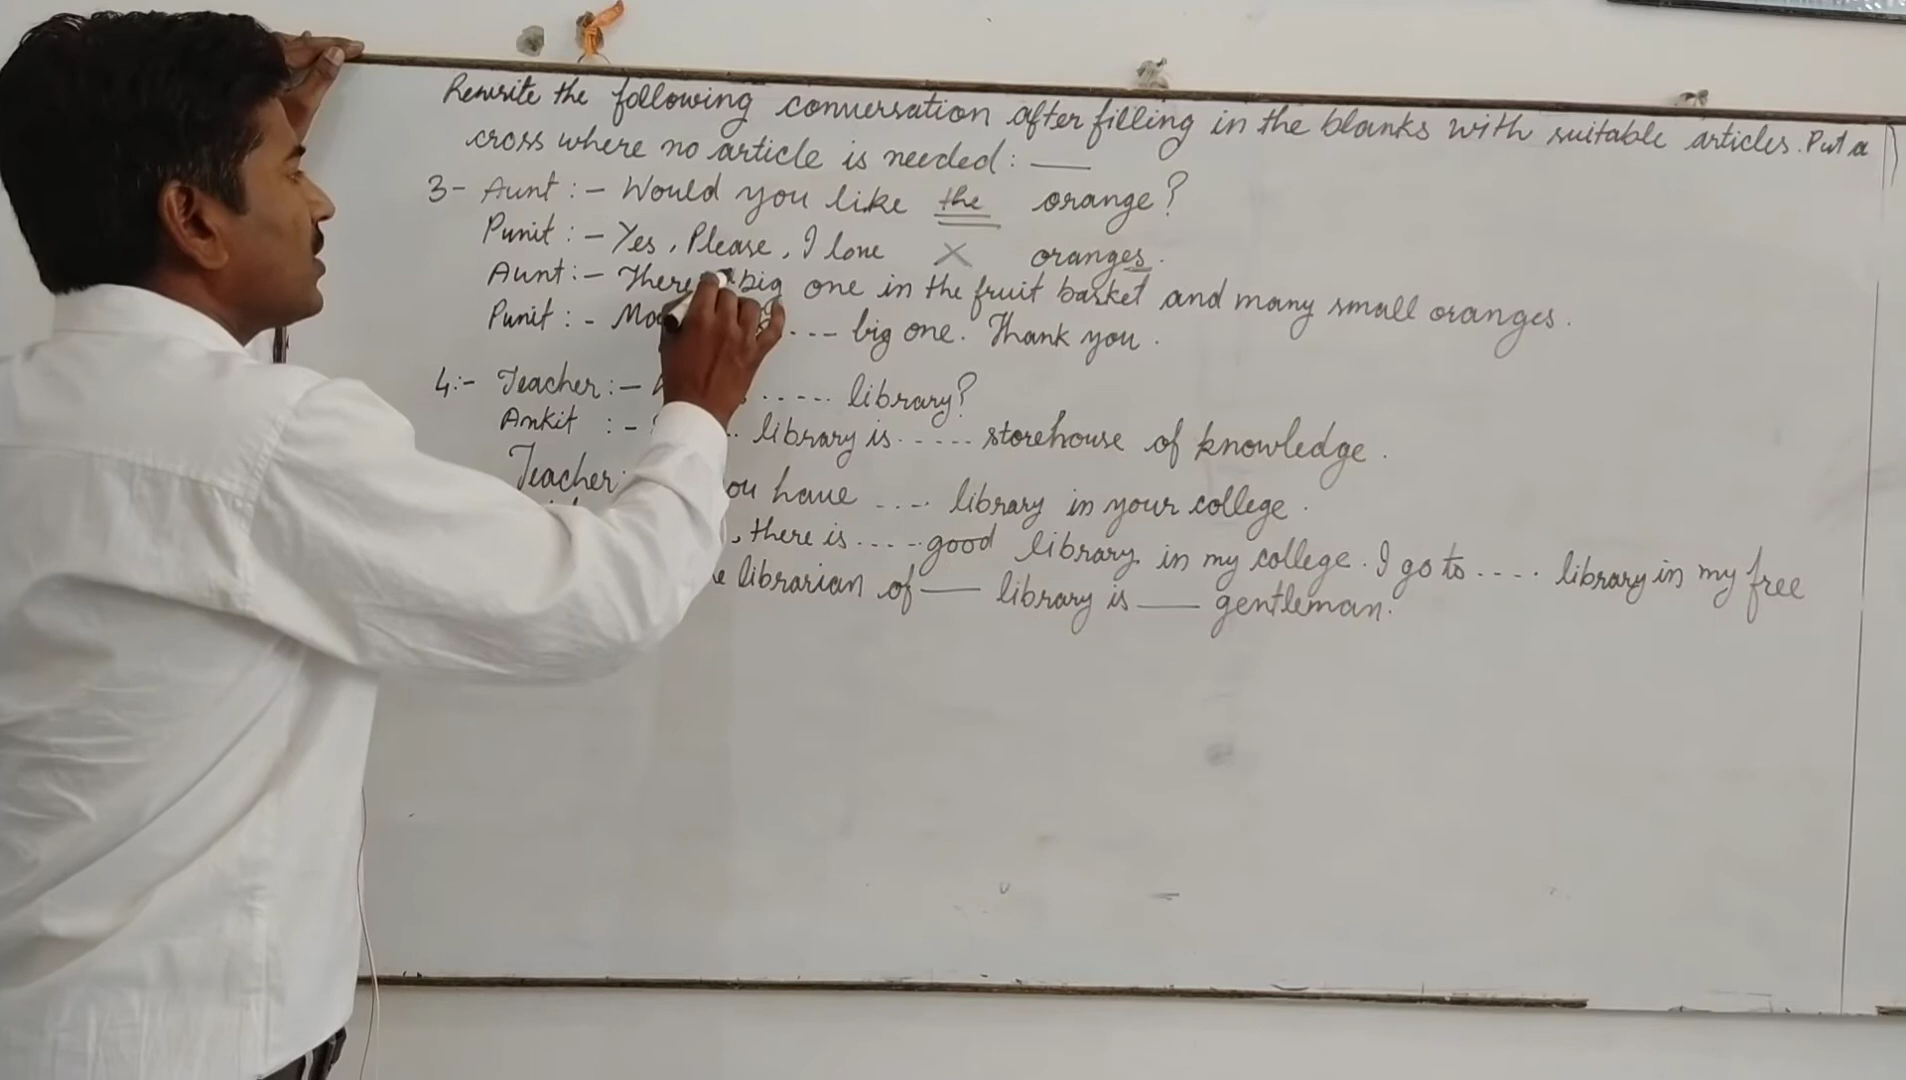 Rewrite the following conversation after filling in the blanks with suitable articles. Put a
cross where no article is needed: —
3- Aunt :- Would you like the orange?
Punit :- Yes, Please, I love X oranges.
Aunt :- There big one in the fruit basket and many small oranges.
Punit :- --- big one. Thank you.
4:- Teacher :- ..... library?
Ankit :- library is ..... storehouse of knowledge.
Teacher: have .... library in your college.
, there is .... good library in my college. I go to .... library in my free
librarian of — library is — gentleman.